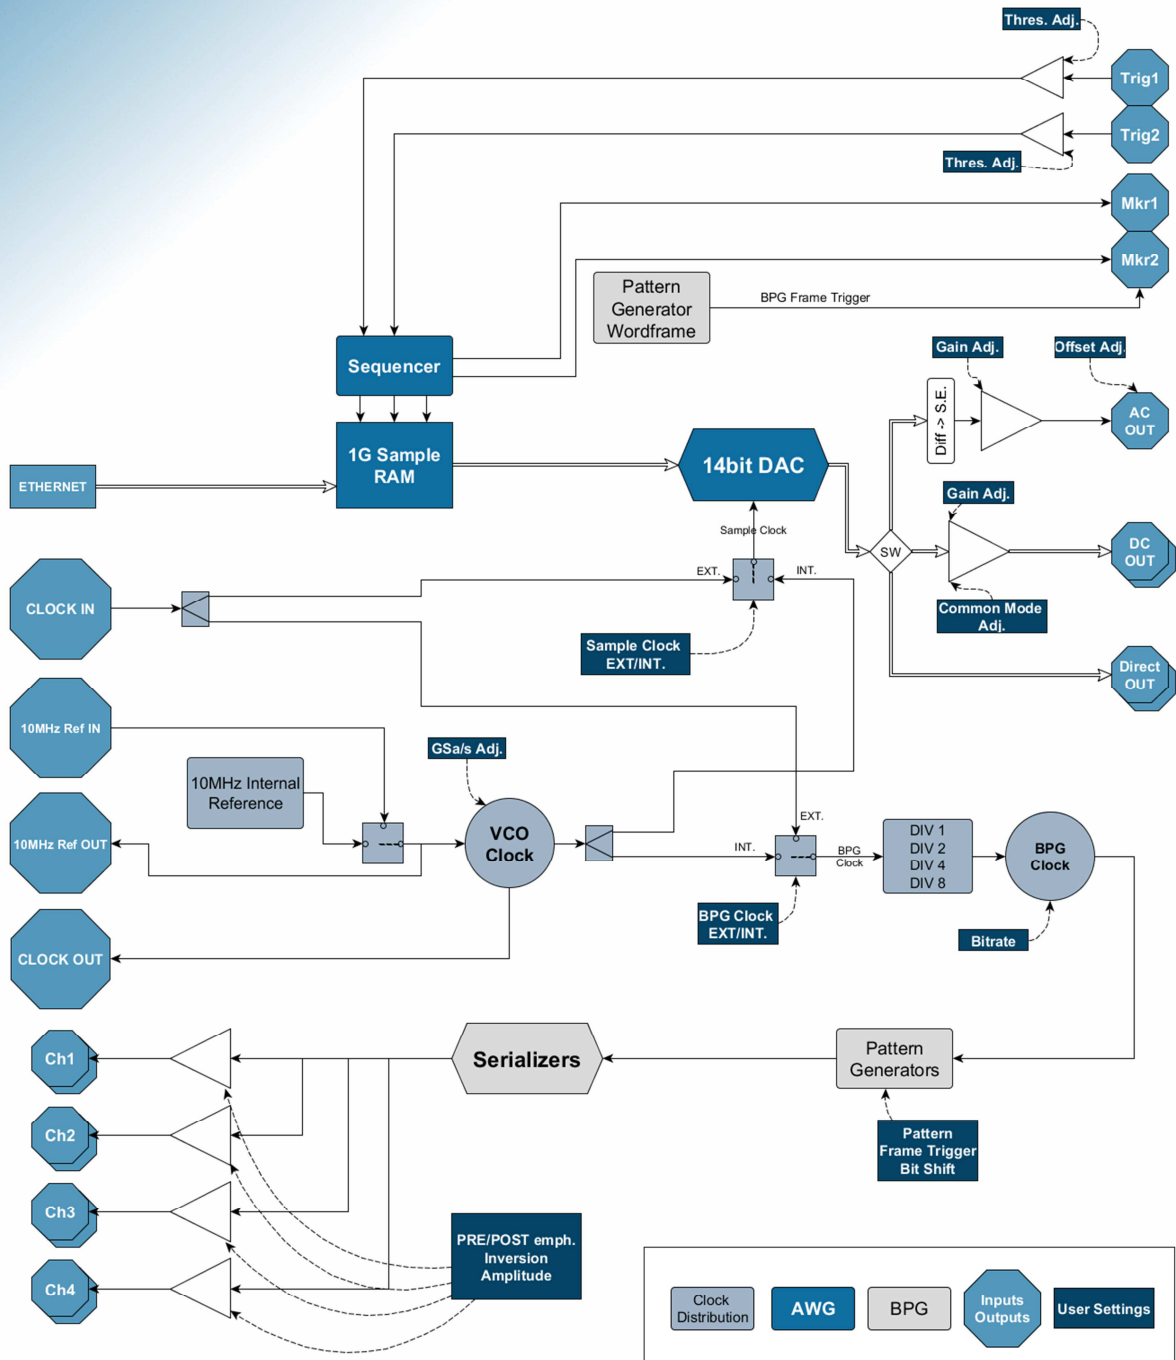 Thres. Adj.
Trig1
Trig2
Thres. Adj.
Mkr1
Mkr2
Pattern
Generator
Wordframe
BPG Frame Trigger
Gain Adj.
Offset Adj.
Sequencer
Diff -> S.E.
AC
OUT
1G Sample
RAM
14bit DAC
ETHERNET
Gain Adj.
Sample Clock
SW
DC
OUT
EXT.
INT.
CLOCK IN
Common Mode
Adj.
Sample Clock
EXT/INT.
Direct
OUT
10MHz Ref IN
GSa/s Adj.
10MHz Internal
Reference
VCO
Clock
EXT.
10MHz Ref OUT
INT.
BPG
Clock
DIV 1
DIV 2
DIV 4
DIV 8
BPG
Clock
BPG Clock
EXT/INT.
Bitrate
CLOCK OUT
Ch1
Serializers
Pattern
Generators
Ch2
Pattern
Frame Trigger
Bit Shift
Ch3
PRE/POST emph.
Inversion
Amplitude
Ch4
Clock
Distribution
AWG
BPG
Inputs
Outputs
User Settings